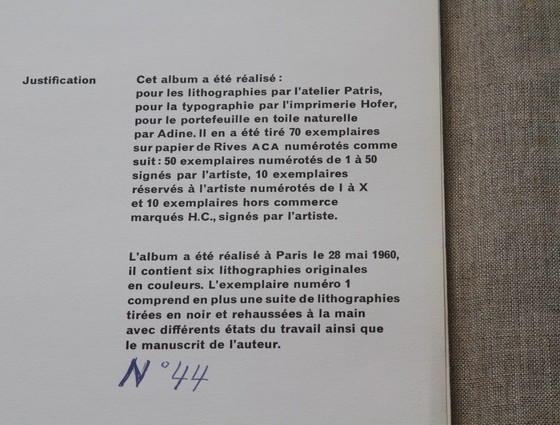 Justification Cet album a été réalisé :
pour les lithographies par l'atelier Patris,
pour la typographie par l'imprimerie Hofer,
pour le portefeuille en toile naturelle
par Adine. Il en a été tiré 70 exemplaires
sur papier de Rives ACA numérotés comme
suit : 50 exemplaires numérotés de 1 à 50
signés par l'artiste, 10 exemplaires
réservés à l'artiste numérotés de I à X
et 10 exemplaires hors commerce
marqués H.C., signés par l'artiste.
L'album a été réalisé à Paris le 28 mai 1960,
il contient six lithographies originales
en couleurs. L'exemplaire numéro 1
comprend en plus une suite de lithographies
tirées en noir et rehaussées à la main
avec différents états du travail ainsi que
le manuscrit de l'auteur.
N° 44